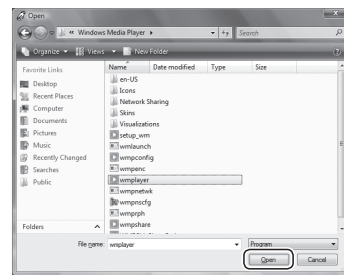 Open
« Windows Media Player
Search
Organize Views New Folder
Favorite Links
Desktop
Recent Places
Computer
Documents
Pictures
Music
Recently Changed
Searches
Public
Folders
Name Date modified Type Size
en-US
Icons
Network Sharing
Skins
Visualizations
setup_wm
wmlaunch
wmpconfig
wmpenc
wmplayer
wmpnetwk
wmpnscfg
wmprph
wmpshare
File name: wmplayer
Program
Open Cancel